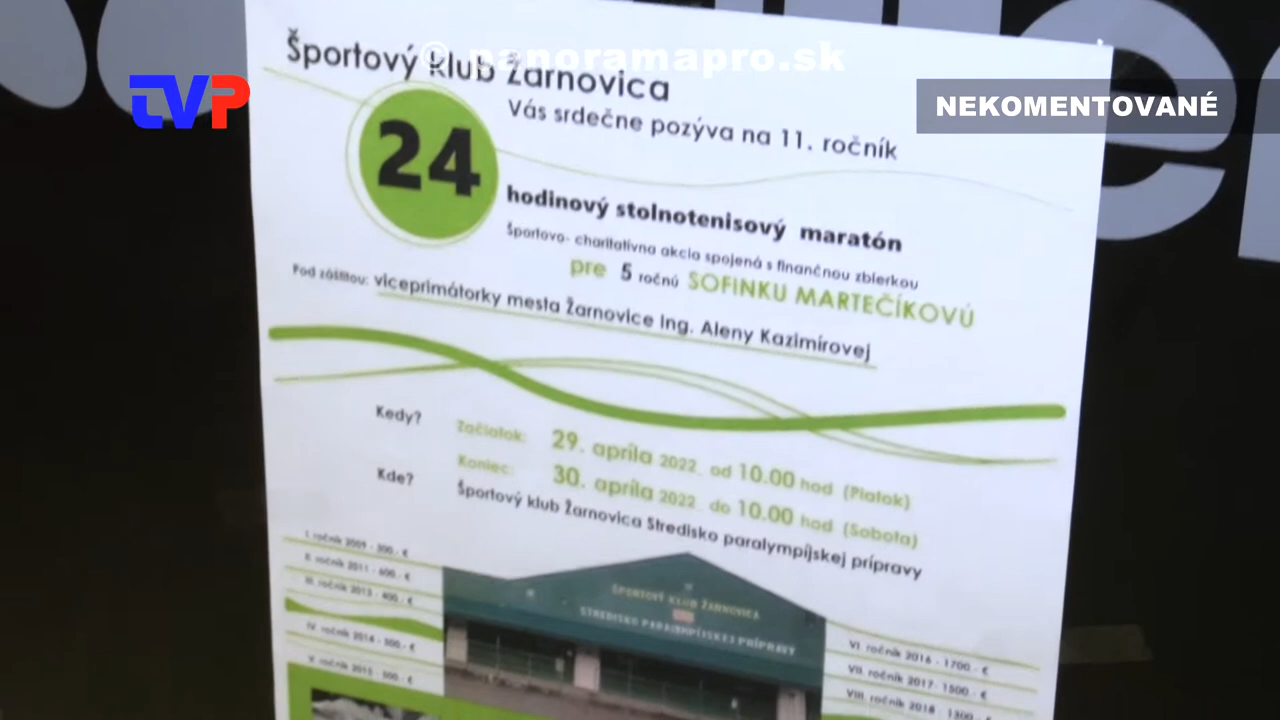 © panoramapro.sk
TVP
NEKOMENTOVANÉ
Športový klub Žarnovica
Vás srdečne pozýva na 11. ročník
24
hodinový stolnotenisový maratón
Športovo- charitatívna akcia spojená s finančnou zbierkou
pre 5 ročnú SOFINKU MARTEČÍKOVÚ
Pod záštitou: viceprimátorky mesta Žarnovice Ing. Aleny Kazimírovej
Kedy? Začiatok: 29. apríla 2022 od 10.00 hod (Piatok)
Koniec: 30. apríla 2022 do 10.00 hod (Sobota)
Kde? Športový klub Žarnovica Stredisko paralympijskej prípravy
I. ročník 2009 - 300,- €
II. ročník 2011 - 600,- €
III. ročník 2013 - 400,- €
IV. ročník 2014 - 500,- €
V. ročník 2015 - 500,- €
ŠPORTOVÝ KLUB ŽARNOVICA
STREDISKO PARALYMPIJSKEJ PRÍPRAVY
VI. ročník 2016 - 1700,- €
VII. ročník 2017- 1500,- €
VIII. ročník 2018 - 1300,- €